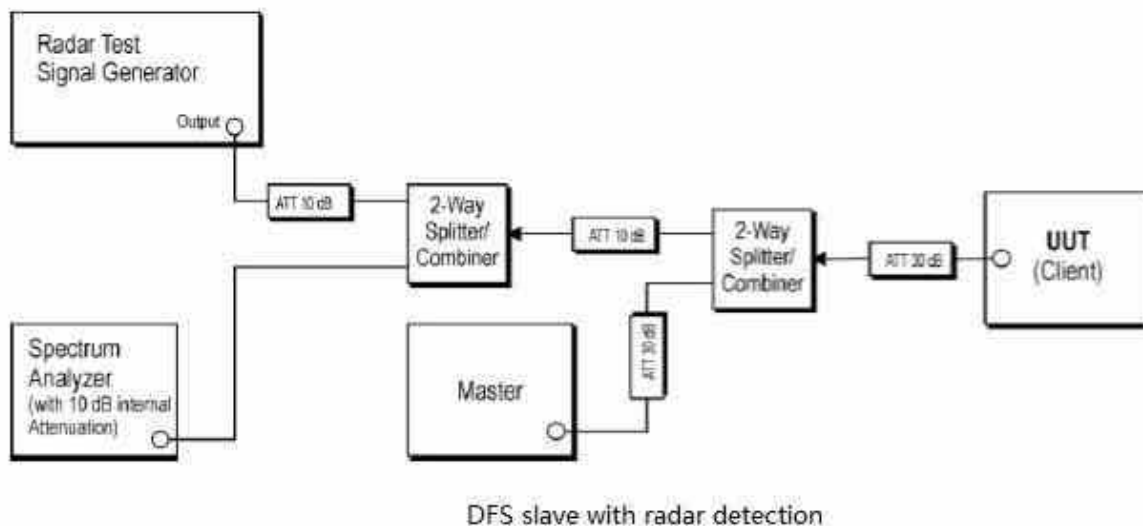 Radar Test
Signal Generator
Output
ATT 10 dB
2-Way
Splitter/
Combiner
ATT 10 dB
2-Way
Splitter/
Combiner
ATT 30 dB
UUT
(Client)
Spectrum
Analyzer
(with 10 dB internal
Attenuation)
Master
ATT 30 dB
DFS slave with radar detection